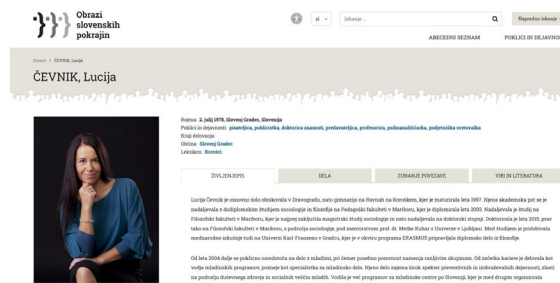 Obrazi
slovenskih
pokrajin
sl
Iskanje ...
Napredno iskanje
ABECEDNI SEZNAM POKLICI IN DEJAVNOS
Domov › ČEVNIK, Lucija
ČEVNIK, Lucija
Rojena: 2. julij 1978, Slovenj Gradec, Slovenija
Poklici in dejavnosti: pisateljica, publicistka, doktorica znanosti, predavateljica, profesorica, psihoanalitičarka, podjetniška svetovalka
Kraji delovanja:
Občina: Slovenj Gradec
Leksikon: Korošci
ŽIVLJENJEPIS DELA ZUNANJE POVEZAVE VIRI IN LITERATURA
Lucija Čevnik je osnovno šolo obiskovala v Dravogradu, nato gimnazijo na Ravnah na Koroškem, kjer je maturirala leta 1997. Njena akademska pot se je
nadaljevala z dodiplomskim študijem sociologije in filozofije na Pedagoški fakulteti v Mariboru, kjer je diplomirala leta 2003. Nadaljevala je študij na
Filozofski fakulteti v Mariboru, kjer je najprej zaključila magistrski študij sociologije in nato nadaljevala na doktorski stopnji. Doktorirala je leta 2015, prav
tako na Filozofski fakulteti v Mariboru, s področja sociologije, pod mentorstvom prof. dr. Metke Kuhar z Univerze v Ljubljani. Med študijem je pridobivala
mednarodne izkušnje tudi na Univerzi Karl-Franzens v Gradcu, kjer je v okviru programa ERASMUS pripravljala diplomsko delo iz filozofije.
Od leta 2004 dalje se poklicno osredotoča na delo z mladimi, pri čemer posebno pozornost namenja ranljivim skupinam. Od začetka kariere je delovala kot
vodja mladinskih programov, pozneje kot specialistka za mladinsko delo. Njeno delo zajema širok spekter preventivnih in izobraževalnih dejavnosti, zlasti
na področju duševnega zdravja in socialnih veščin mladih. Vodila je več programov za mladinske centre po Sloveniji, kjer je med drugim organizirala